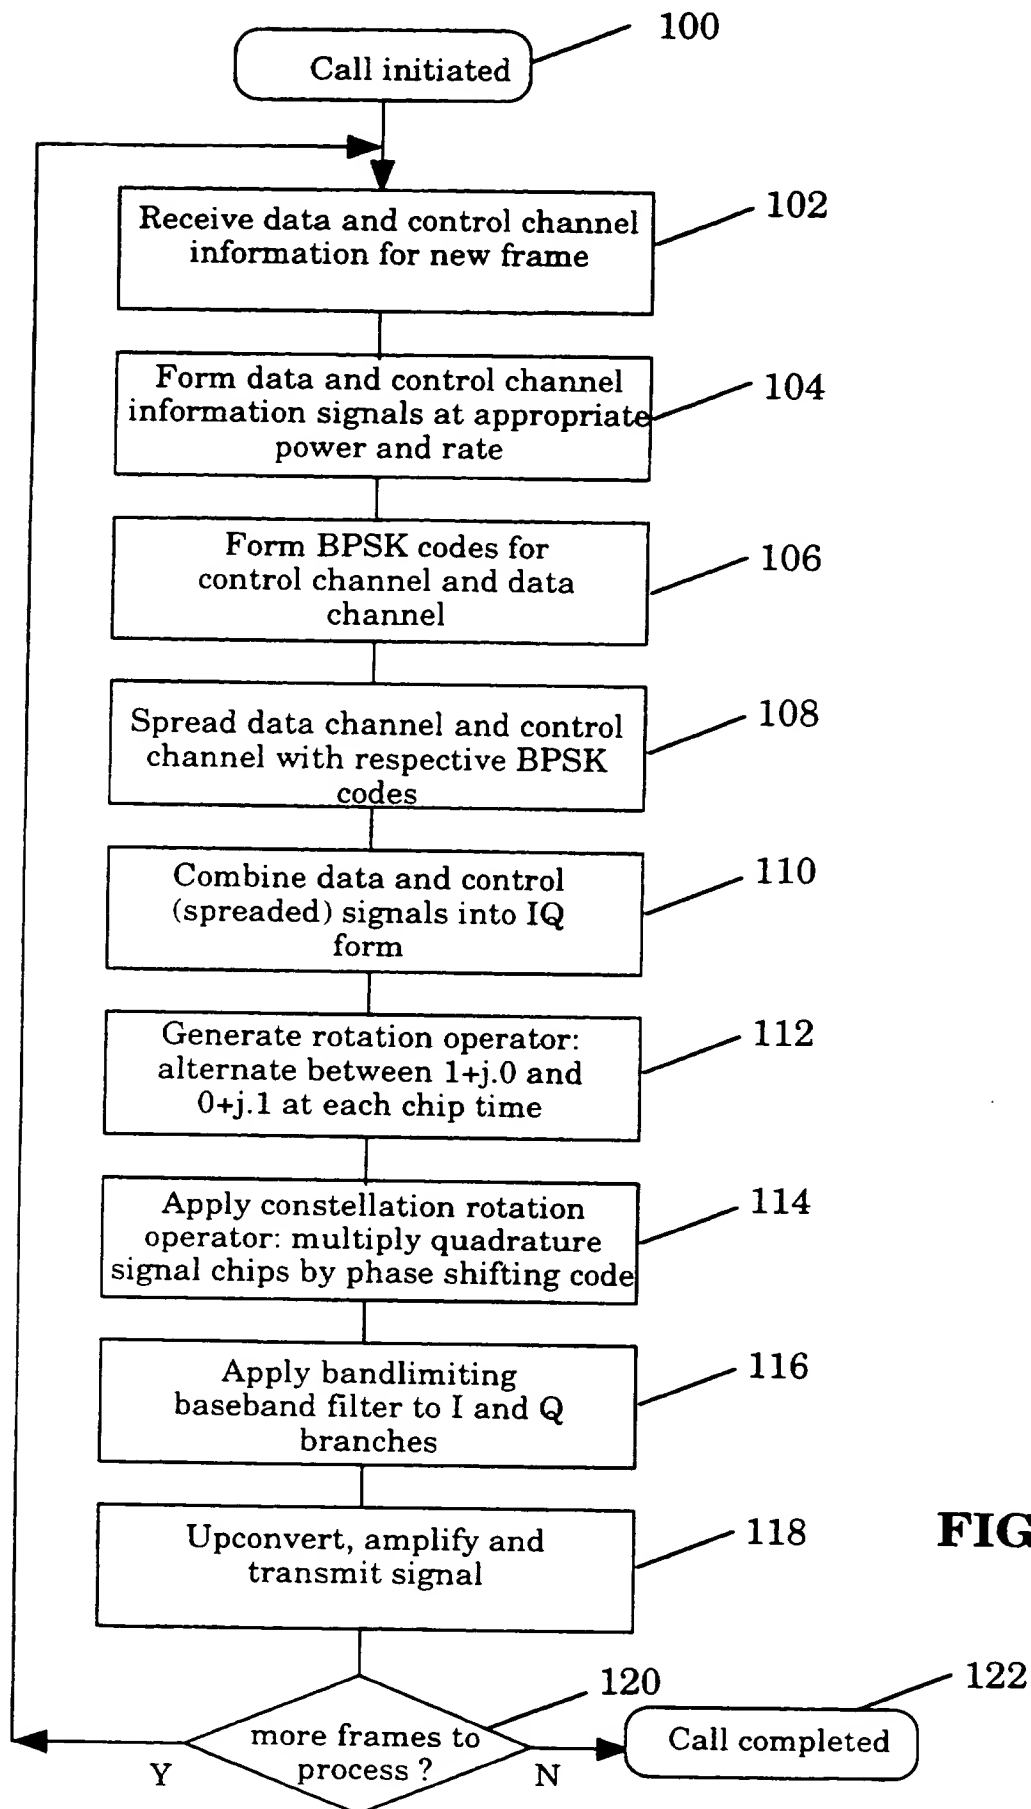 100
Call initiated
102
Receive data and control channel
information for new frame
104
Form data and control channel
information signals at appropriate
power and rate
106
Form BPSK codes for
control channel and data
channel
108
Spread data channel and control
channel with respective BPSK
codes
110
Combine data and control
(spreaded) signals into IQ
form
112
Generate rotation operator:
alternate between 1+j.0 and
0+j.1 at each chip time
114
Apply constellation rotation
operator: multiply quadrature
signal chips by phase shifting code
116
Apply bandlimiting
baseband filter to I and Q
branches
118
Upconvert, amplify and
transmit signal
FIG
120
more frames to
process ?
Y
N
122
Call completed